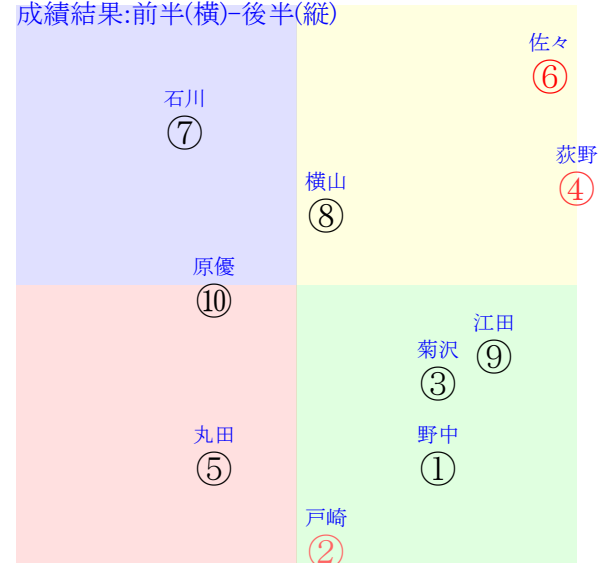 成績結果:前半(横)-後半(縦)
佐々
⑥
石川
⑦
荻野
④
横山
⑧
原優
⑩
江田
⑨
菊沢
③
丸田
⑤
野中
①
戸崎
②